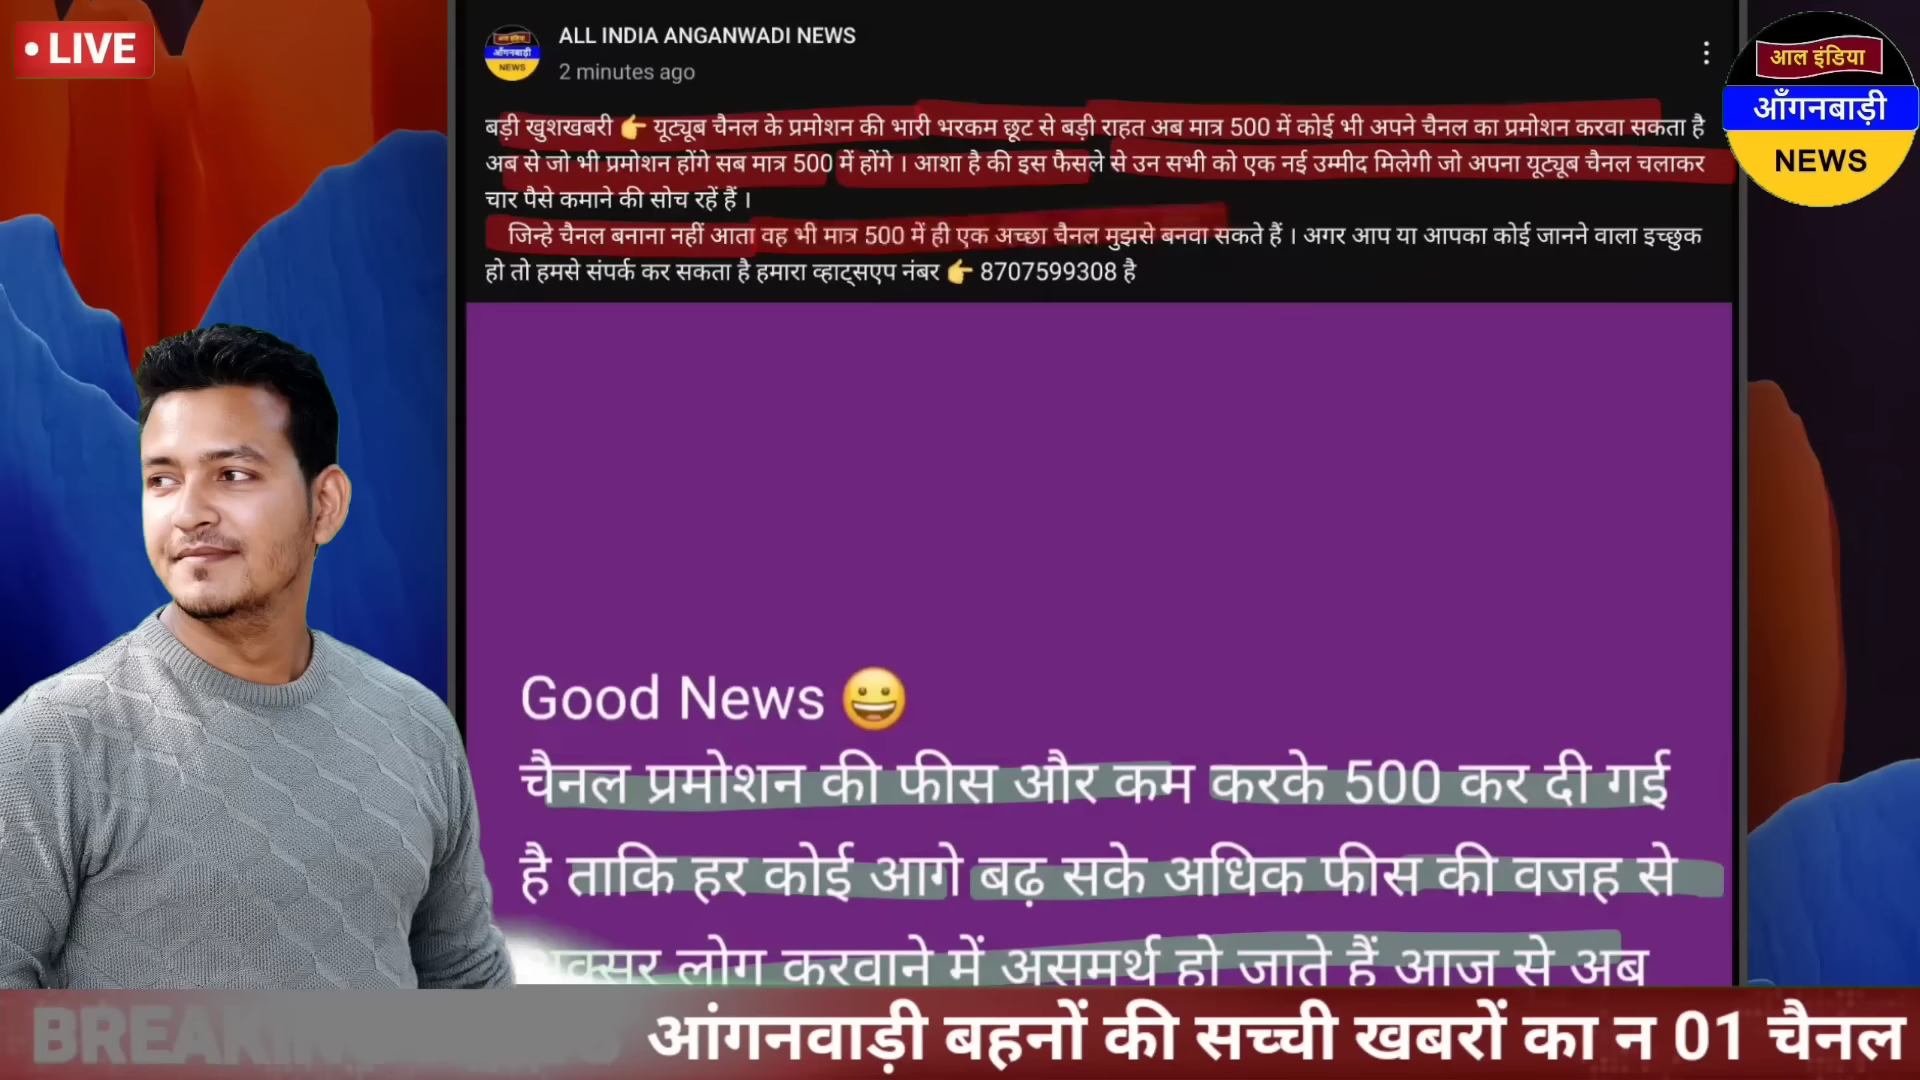 • LIVE
ALL INDIA ANGANWADI NEWS
2 minutes ago
आल इंडिया
आँगनबाड़ी
NEWS
आल इंडिया
आँगनबाड़ी
NEWS
बड़ी खुशखबरी 👉 यूट्यूब चैनल के प्रमोशन की भारी भरकम छूट से बड़ी राहत अब मात्र 500 में कोई भी अपने चैनल का प्रमोशन करवा सकता है
अब से जो भी प्रमोशन होंगे सब मात्र 500 में होंगे । आशा है की इस फैसले से उन सभी को एक नई उम्मीद मिलेगी जो अपना यूट्यूब चैनल चलाकर
चार पैसे कमाने की सोच रहें हैं ।
जिन्हे चैनल बनाना नहीं आता वह भी मात्र 500 में ही एक अच्छा चैनल मुझसे बनवा सकते हैं । अगर आप या आपका कोई जानने वाला इच्छुक
हो तो हमसे संपर्क कर सकता है हमारा व्हाट्सएप नंबर 👉 8707599308 है
Good News 😀
चैनल प्रमोशन की फीस और कम करके 500 कर दी गई
है ताकि हर कोई आगे बढ़ सके अधिक फीस की वजह से
लोग करवाने में असमर्थ हो जाते हैं आज से अब
आंगनवाड़ी बहनों की सच्ची खबरों का न 01 चैनल